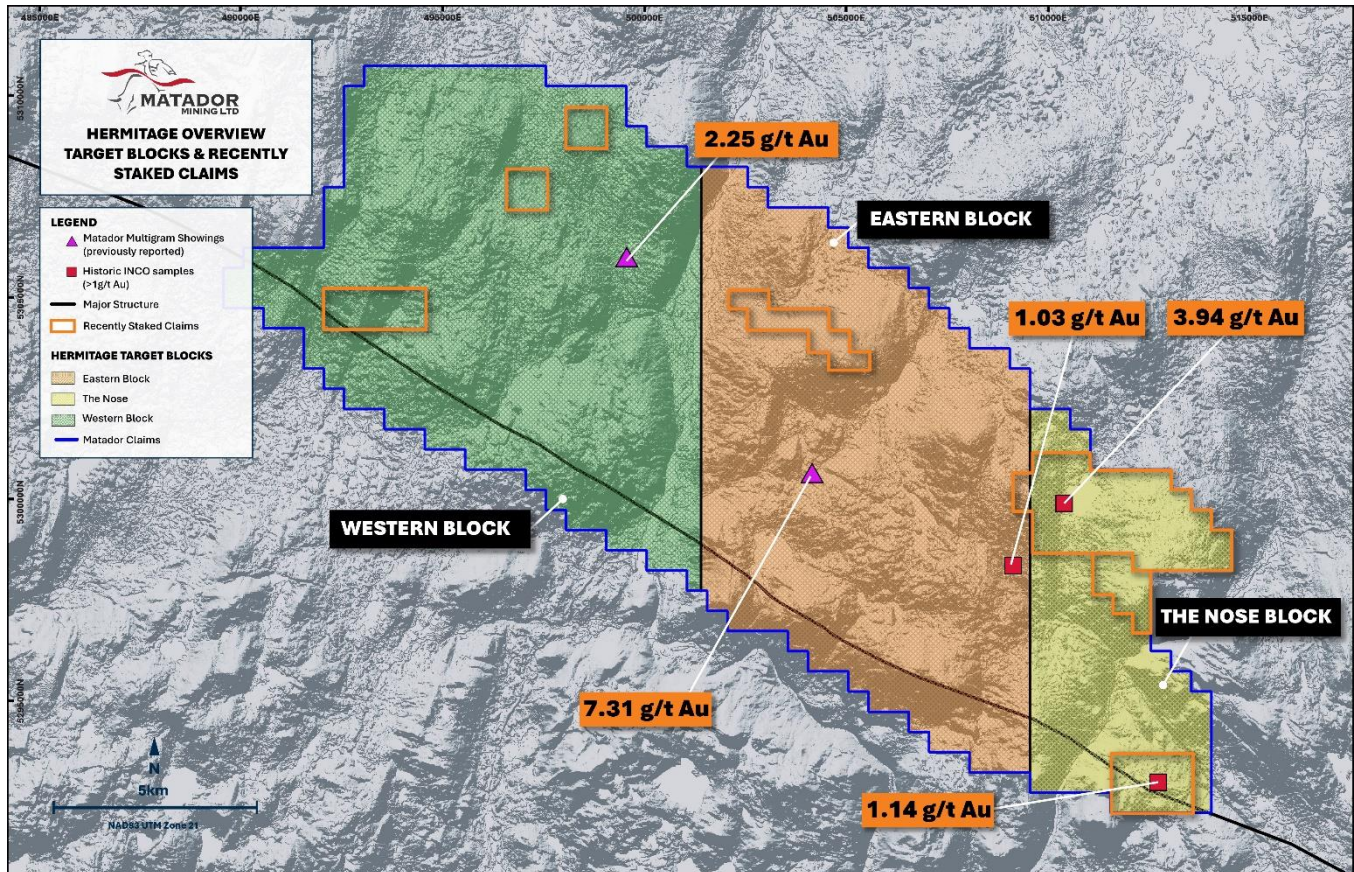 485000E
490000E
495000E
500000E
505000E
510000E
515000E
5310000N
5305000N
5300000N
5295000N
MATADOR
MINING LTD
HERMITAGE OVERVIEW
TARGET BLOCKS & RECENTLY
STAKED CLAIMS
LEGEND
Matador Multigram Showings
(previously reported)
Historic INCO samples
(>1g/t Au)
Major Structure
Recently Staked Claims
HERMITAGE TARGET BLOCKS
Eastern Block
The Nose
Western Block
Matador Claims
2.25 g/t Au
EASTERN BLOCK
1.03 g/t Au
3.94 g/t Au
WESTERN BLOCK
THE NOSE BLOCK
7.31 g/t Au
1.14 g/t Au
N
5km
NAD83 UTM Zone 21